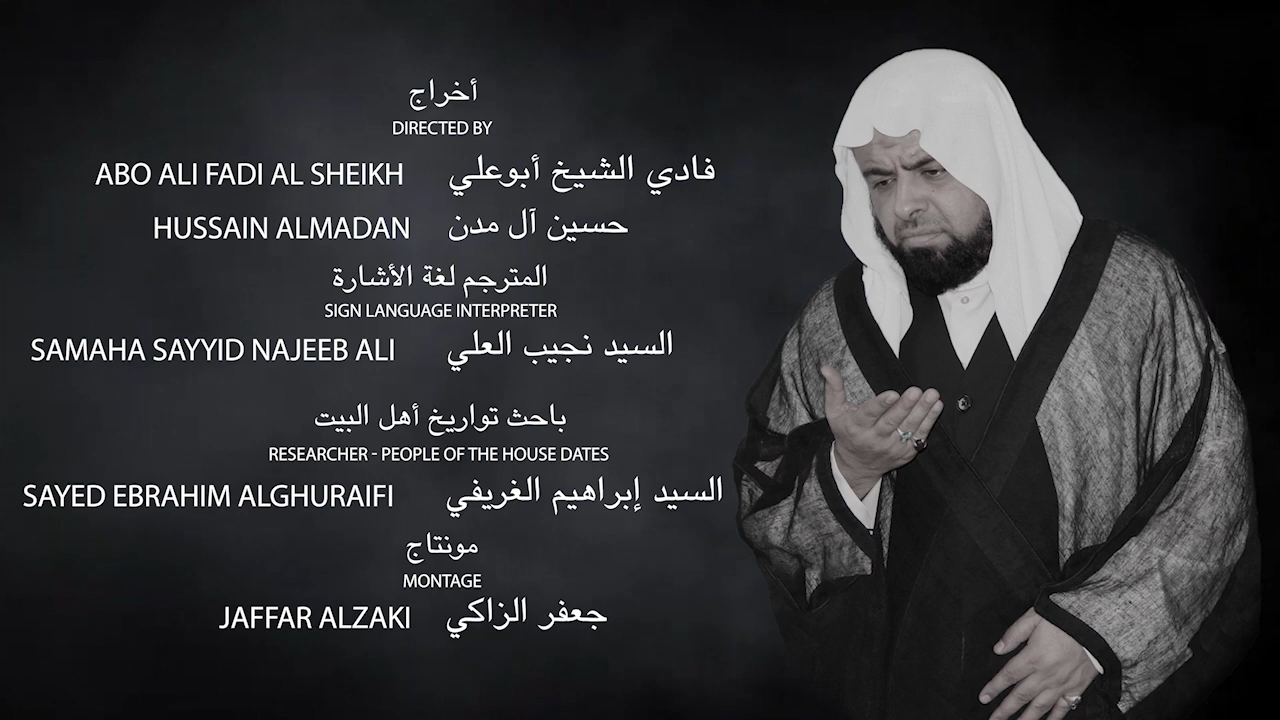 أخراج
DIRECTED BY
ABO ALI FADI AL SHEIKH فادي الشيخ أبوعلي
HUSSAIN ALMADAN حسين آل مدن
المترجم لغة الأشارة
SIGN LANGUAGE INTERPRETER
SAMAHA SAYYID NAJEEB ALI السيد نجيب العلي
باحث تواريخ أهل البيت
RESEARCHER - PEOPLE OF THE HOUSE DATES
SAYED EBRAHIM ALGHURAIFI السيد إبراهيم الغريفي
مونتاج
MONTAGE
JAFFAR ALZAKI جعفر الزاكي